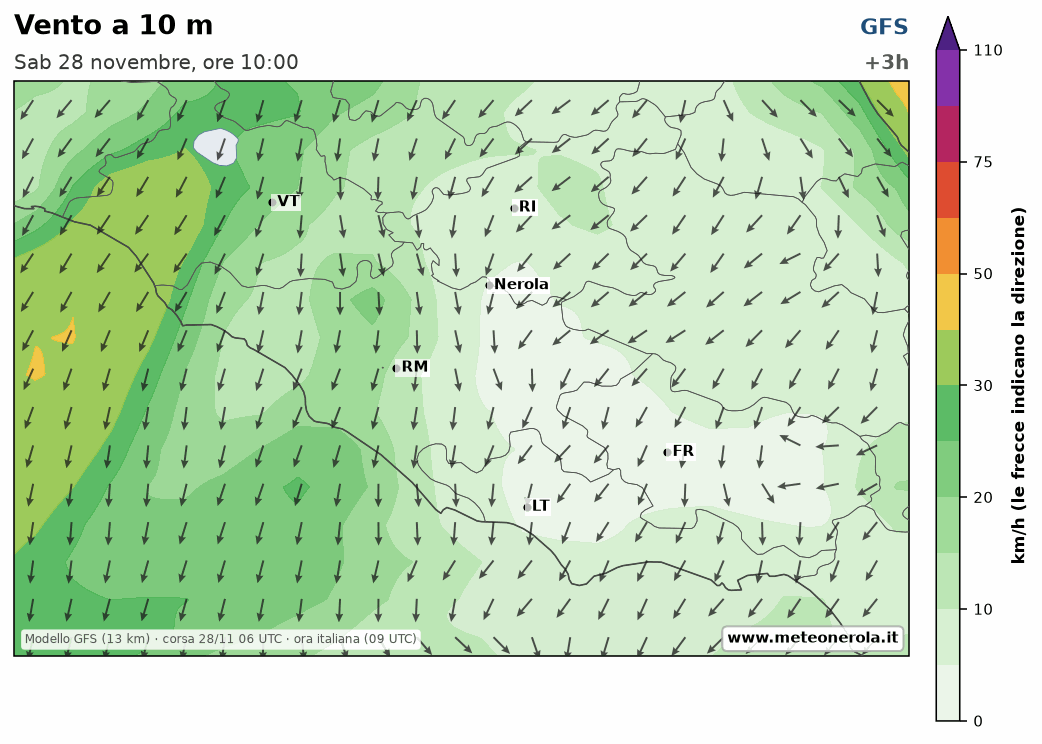 Vento a 10 m
GFS
Sab 28 novembre, ore 10:00
+3h
VT
RI
Nerola
RM
FR
LT
Modello GFS (13 km) · corsa 28/11 06 UTC · ora italiana (09 UTC)
www.meteonerola.it
110
75
50
30
20
10
0
km/h (le frecce indicano la direzione)